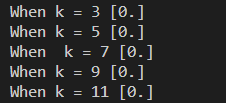 When k = 3 [0.]
When k = 5 [0.]
When  k = 7 [0.]
When k = 9 [0.]
When k = 11 [0.]